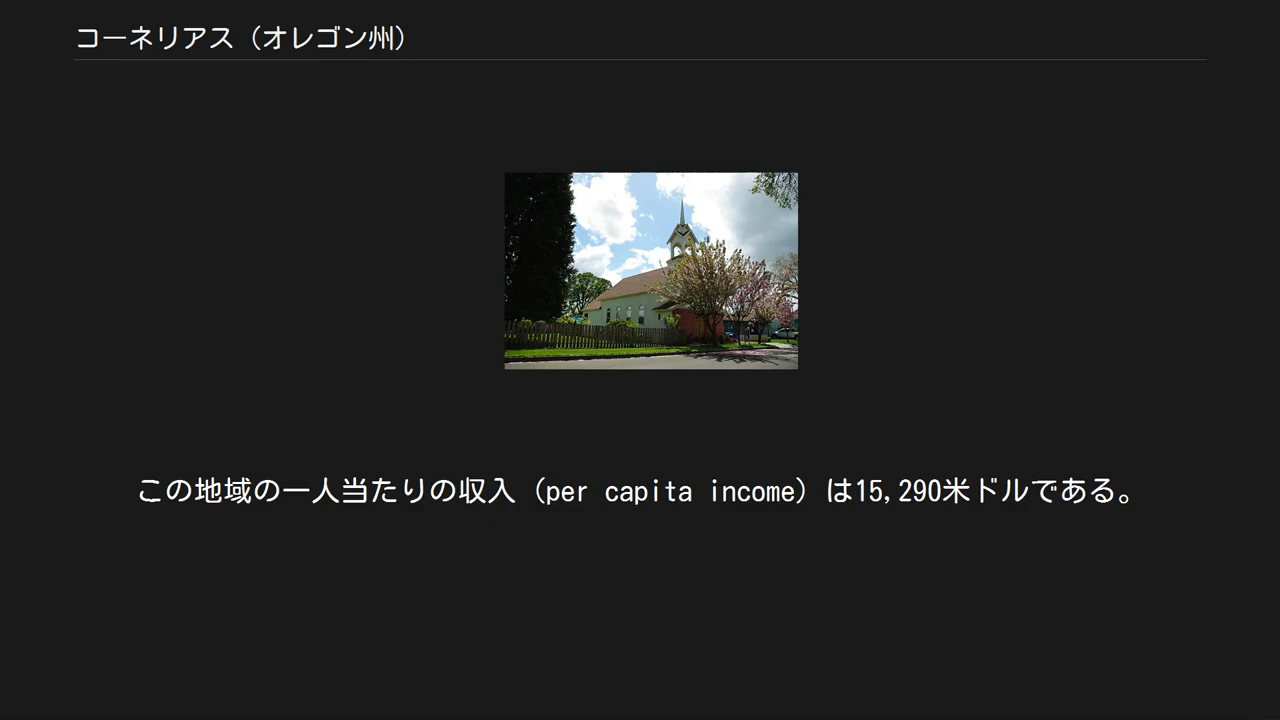 コーネリアス（オレゴン州）
この地域の一人当たりの収入（per capita income）は15,290米ドルである。